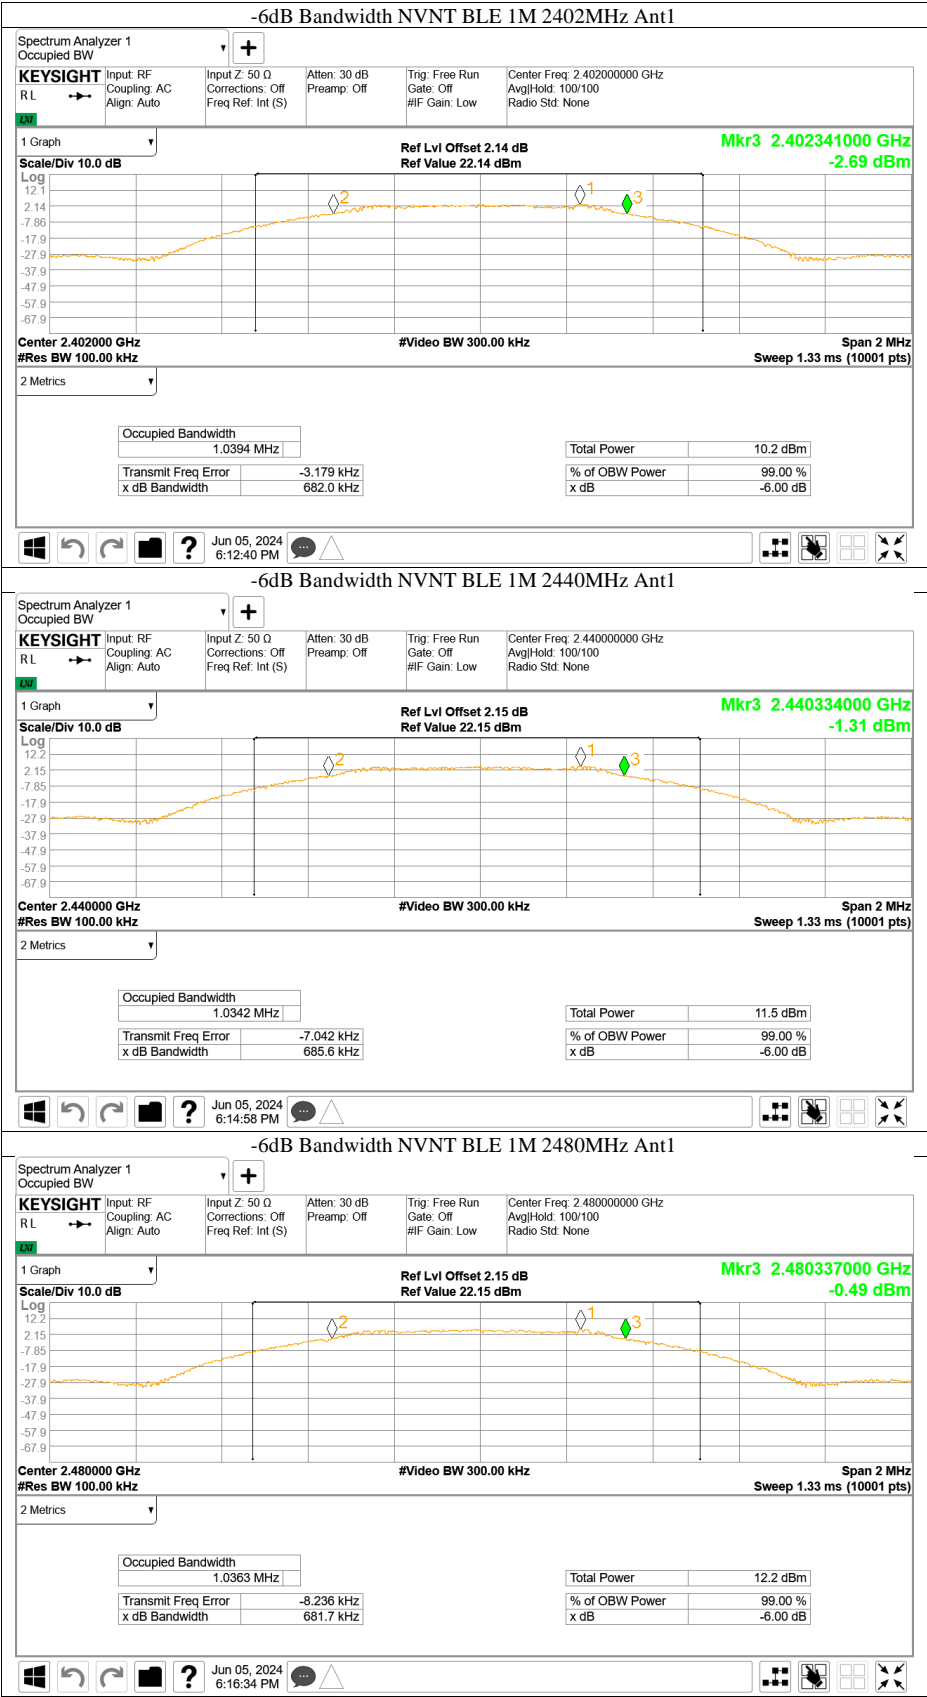 -6dB Bandwidth NVNT BLE 1M 2402MHz Ant1
Spectrum Analyzer 1
Occupied BW
KEYSIGHT Input: RF Input Z: 50 Ω Atten: 30 dB Trig: Free Run Center Freq: 2.402000000 GHz
R L Coupling: AC Corrections: Off Preamp: Off Gate: Off Avg|Hold: 100/100
Align: Auto Freq Ref: Int (S) #IF Gain: Low Radio Std: None
LXI
1 Graph Ref Lvl Offset 2.14 dB Mkr3 2.402341000 GHz
Scale/Div 10.0 dB Ref Value 22.14 dBm -2.69 dBm
Log
12.1
2.14
-7.86
-17.9
-27.9
-37.9
-47.9
-57.9
-67.9
2
1
3
Center 2.402000 GHz #Video BW 300.00 kHz Span 2 MHz
#Res BW 100.00 kHz Sweep 1.33 ms (10001 pts)
2 Metrics
Occupied Bandwidth
1.0394 MHz Total Power 10.2 dBm
Transmit Freq Error -3.179 kHz % of OBW Power 99.00 %
x dB Bandwidth 682.0 kHz x dB -6.00 dB
? Jun 05, 2024
6:12:40 PM
-6dB Bandwidth NVNT BLE 1M 2440MHz Ant1
Spectrum Analyzer 1
Occupied BW
KEYSIGHT Input: RF Input Z: 50 Ω Atten: 30 dB Trig: Free Run Center Freq: 2.440000000 GHz
R L Coupling: AC Corrections: Off Preamp: Off Gate: Off Avg|Hold: 100/100
Align: Auto Freq Ref: Int (S) #IF Gain: Low Radio Std: None
LXI
1 Graph Ref Lvl Offset 2.15 dB Mkr3 2.440334000 GHz
Scale/Div 10.0 dB Ref Value 22.15 dBm -1.31 dBm
Log
12.2
2.15
-7.85
-17.9
-27.9
-37.9
-47.9
-57.9
-67.9
2
1
3
Center 2.440000 GHz #Video BW 300.00 kHz Span 2 MHz
#Res BW 100.00 kHz Sweep 1.33 ms (10001 pts)
2 Metrics
Occupied Bandwidth
1.0342 MHz Total Power 11.5 dBm
Transmit Freq Error -7.042 kHz % of OBW Power 99.00 %
x dB Bandwidth 685.6 kHz x dB -6.00 dB
? Jun 05, 2024
6:14:58 PM
-6dB Bandwidth NVNT BLE 1M 2480MHz Ant1
Spectrum Analyzer 1
Occupied BW
KEYSIGHT Input: RF Input Z: 50 Ω Atten: 30 dB Trig: Free Run Center Freq: 2.480000000 GHz
R L Coupling: AC Corrections: Off Preamp: Off Gate: Off Avg|Hold: 100/100
Align: Auto Freq Ref: Int (S) #IF Gain: Low Radio Std: None
LXI
1 Graph Ref Lvl Offset 2.15 dB Mkr3 2.480337000 GHz
Scale/Div 10.0 dB Ref Value 22.15 dBm -0.49 dBm
Log
12.2
2.15
-7.85
-17.9
-27.9
-37.9
-47.9
-57.9
-67.9
2
1
3
Center 2.480000 GHz #Video BW 300.00 kHz Span 2 MHz
#Res BW 100.00 kHz Sweep 1.33 ms (10001 pts)
2 Metrics
Occupied Bandwidth
1.0363 MHz Total Power 12.2 dBm
Transmit Freq Error -8.236 kHz % of OBW Power 99.00 %
x dB Bandwidth 681.7 kHz x dB -6.00 dB
? Jun 05, 2024
6:16:34 PM